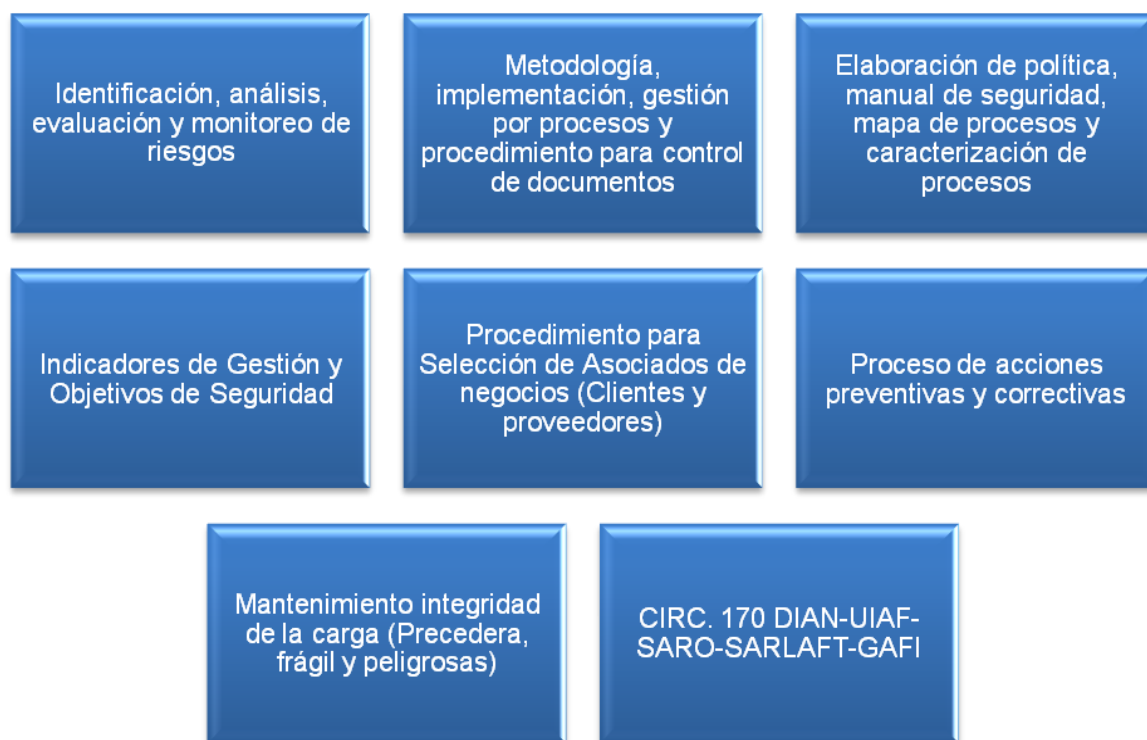 Identificación, análisis,
evaluación y monitoreo de
riesgos
Metodología,
implementación, gestión
por procesos y
procedimiento para control
de documentos
Elaboración de política,
manual de seguridad,
mapa de procesos y
caracterización de
procesos
Indicadores de Gestión y
Objetivos de Seguridad
Procedimiento para
Selección de Asociados de
negocios (Clientes y
proveedores)
Proceso de acciones
preventivas y correctivas
Mantenimiento integridad
de la carga (Precedera,
frágil y peligrosas)
CIRC. 170 DIAN-UIAF-
SARO-SARLAFT-GAFI